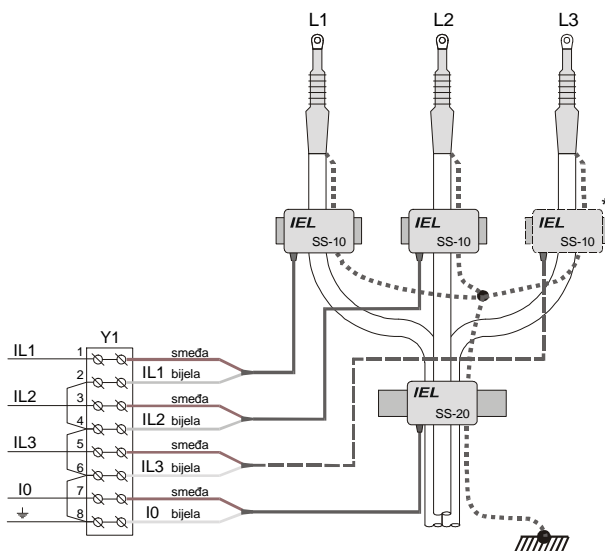 L1 L2 L3
IEL
SS-10
IEL
SS-10
*
IEL
SS-10
Y1
IL1 1 smeđa
2 IL1 bijela
IL2 3 smeđa
4 IL2 bijela
IL3 5 smeđa
6 IL3 bijela
I0 7 smeđa
8 I0 bijela
IEL
SS-20